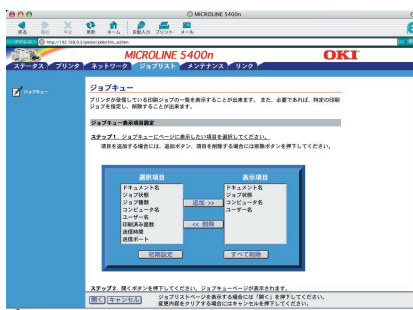 MICROLINE 5400n
戻る 進む 中止 更新 ホーム 自動入力 プリント メール
アドレス:
MICROLINE 5400n
OKI
ステータス プリンタ ネットワーク ジョブリスト メンテナンス リンク
ジョブキュー
ジョブキュー
プリンタが受信している印刷ジョブの一覧を表示することが出来ます。また、必要であれば、特定の印刷
ジョブを指定し、削除することが出来ます。
ジョブキュー表示項目設定
ステップ1. ジョブキューにページに表示したい項目を選択してください。
項目を追加する場合には、追加ボタン、項目を削除する場合には削除ボタンを押下してください。
選択項目 表示項目
ドキュメント名 ドキュメント名
ジョブ状態 ジョブ状態
ジョブ種類 追加 >> コンピュータ名
コンピュータ名 ユーザー名
ユーザー名
印刷済み面数 << 削除
送信時間
送信ポート
初期設定 すべて削除
ステップ2. 開くボタンを押下してください。ジョブキューページが表示されます。
開く キャンセル ジョブリストページを表示する場合には「開く」を押下してください。
変更内容をクリアする場合にはキャンセルを押下してください。